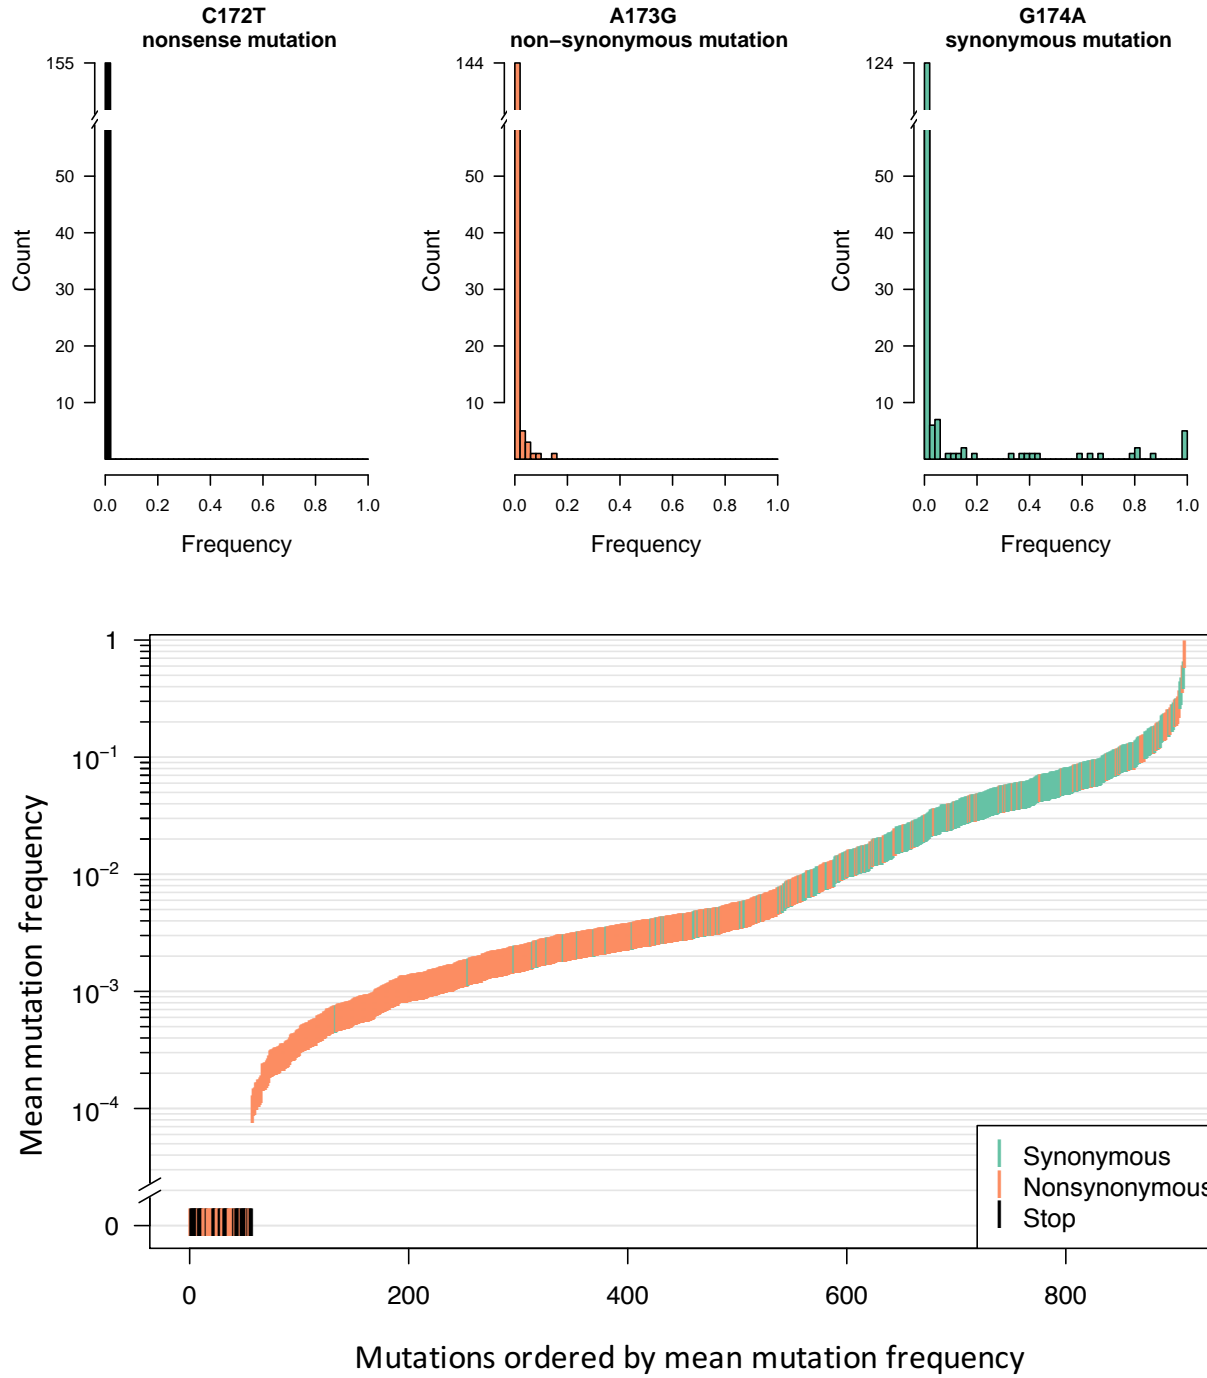 C172T
nonsense mutation
155
50
40
30
20
10
Count
0.0 0.2 0.4 0.6 0.8 1.0
Frequency
A173G
non−synonymous mutation
144
50
40
30
20
10
Count
0.0 0.2 0.4 0.6 0.8 1.0
Frequency
G174A
synonymous mutation
124
50
40
30
20
10
Count
0.0 0.2 0.4 0.6 0.8 1.0
Frequency
Mean mutation frequency
1
10−1
10−2
10−3
10−4
0
Synonymous
Nonsynonymous
Stop
0 200 400 600 800
Mutations ordered by mean mutation frequency